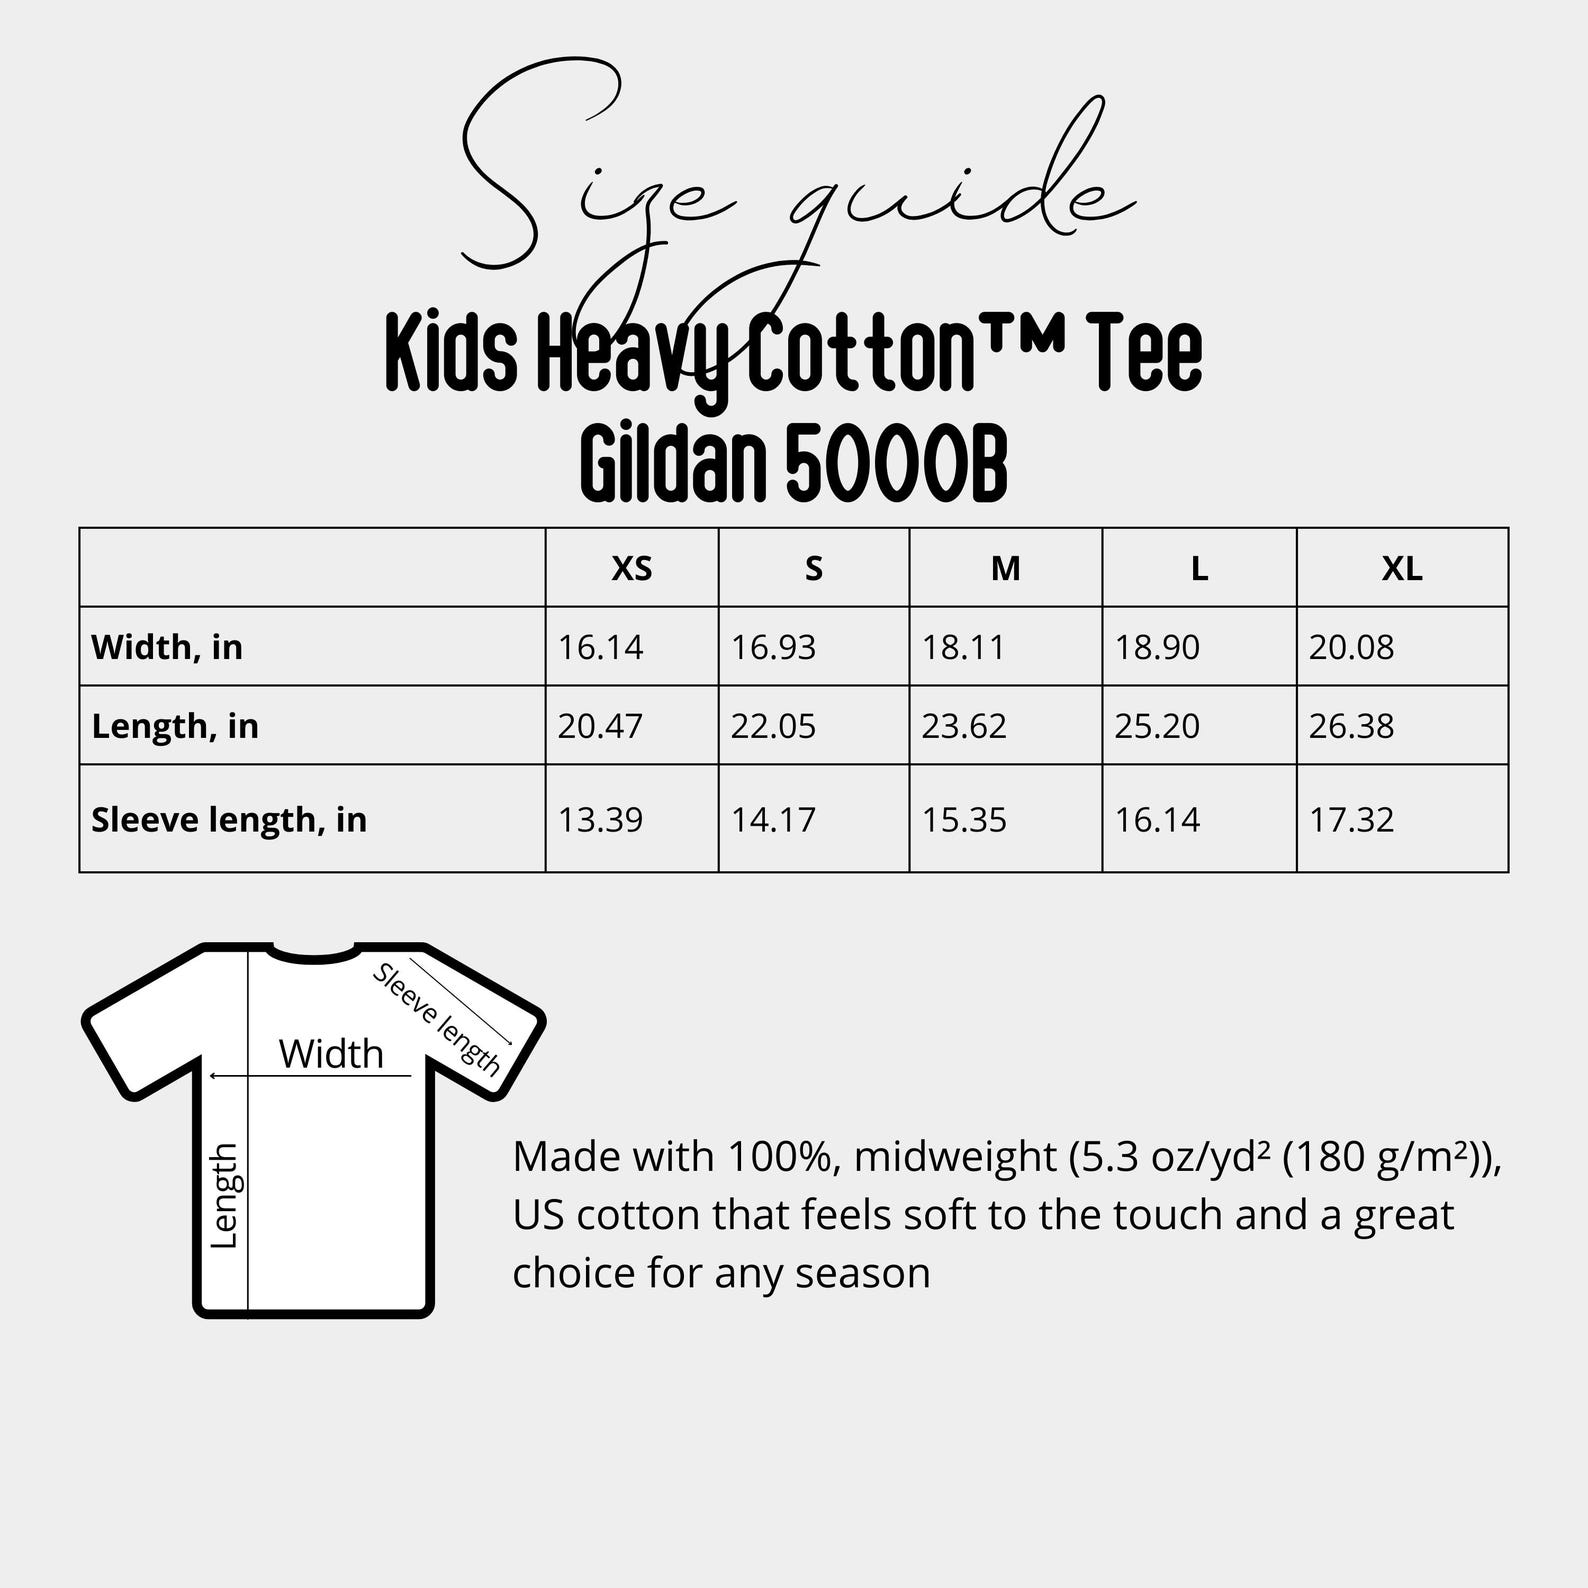 Size guide
Kids Heavy Cotton™ Tee
Gildan 5000B
XS S M L XL
Width, in 16.14 16.93 18.11 18.90 20.08
Length, in 20.47 22.05 23.62 25.20 26.38
Sleeve length, in 13.39 14.17 15.35 16.14 17.32
Sleeve length
Width
Length
Made with 100%, midweight (5.3 oz/yd² (180 g/m²)),
US cotton that feels soft to the touch and a great
choice for any season